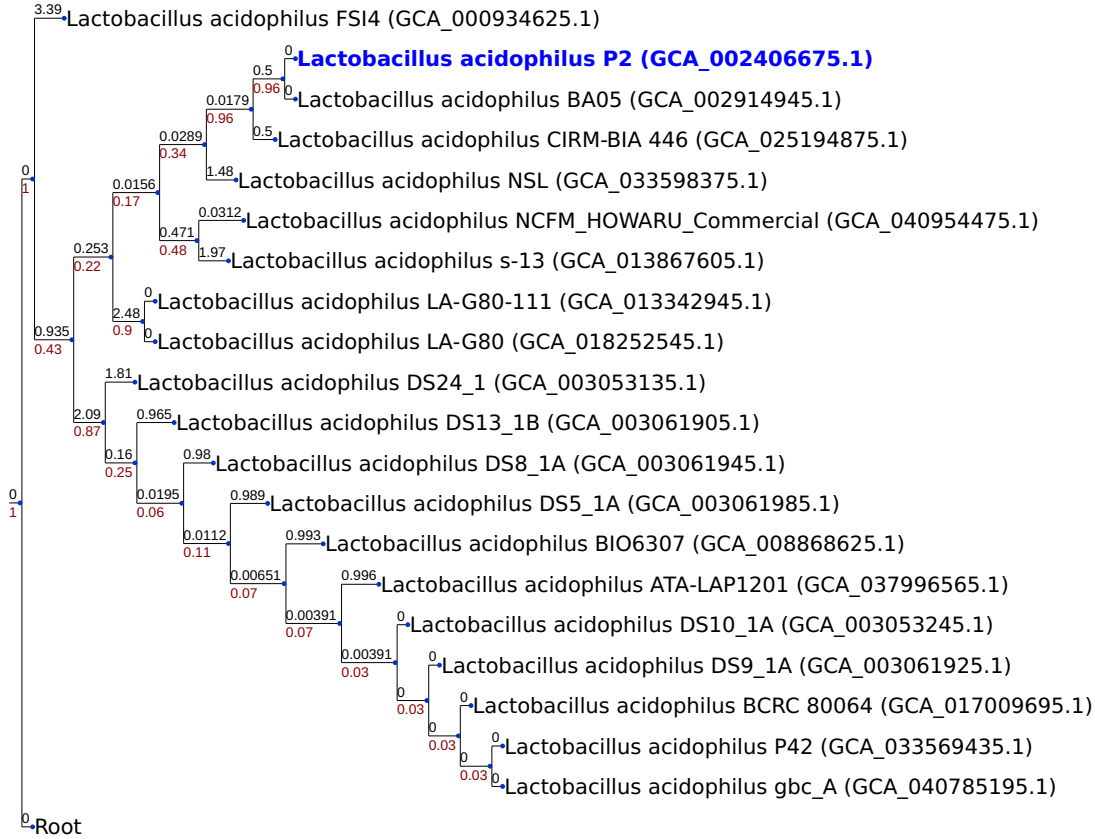 3.39 Lactobacillus acidophilus FSI4 (GCA_000934625.1)
0 Lactobacillus acidophilus P2 (GCA_002406675.1)
0.5
0.96
0 Lactobacillus acidophilus BA05 (GCA_002914945.1)
0.0179
0.96
0.5 Lactobacillus acidophilus CIRM-BIA 446 (GCA_025194875.1)
0.0289
0.34
1.48 Lactobacillus acidophilus NSL (GCA_033598375.1)
0
1
0.0156
0.17
0.0312 Lactobacillus acidophilus NCFM_HOWARU_Commercial (GCA_040954475.1)
0.471
0.48
1.97 Lactobacillus acidophilus s-13 (GCA_013867605.1)
0.253
0.22
0 Lactobacillus acidophilus LA-G80-111 (GCA_013342945.1)
2.48
0.9
0 Lactobacillus acidophilus LA-G80 (GCA_018252545.1)
0.935
0.43
1.81 Lactobacillus acidophilus DS24_1 (GCA_003053135.1)
2.09
0.87
0.965 Lactobacillus acidophilus DS13_1B (GCA_003061905.1)
0.16
0.25
0.98 Lactobacillus acidophilus DS8_1A (GCA_003061945.1)
0
1
0.0195
0.06
0.989 Lactobacillus acidophilus DS5_1A (GCA_003061985.1)
0.0112
0.11
0.993 Lactobacillus acidophilus BIO6307 (GCA_008868625.1)
0.00651
0.07
0.996 Lactobacillus acidophilus ATA-LAP1201 (GCA_037996565.1)
0.00391
0.07
0 Lactobacillus acidophilus DS10_1A (GCA_003053245.1)
0.00391
0.03
0 Lactobacillus acidophilus DS9_1A (GCA_003061925.1)
0
0.03
0 Lactobacillus acidophilus BCRC 80064 (GCA_017009695.1)
0
0.03
0 Lactobacillus acidophilus P42 (GCA_033569435.1)
0
0.03
0 Lactobacillus acidophilus gbc_A (GCA_040785195.1)
0 Root